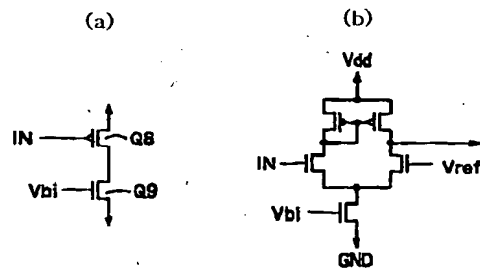 (a)
IN
Q8
Vbi
Q9
(b)
Vdd
IN
Vref
Vbi
GND